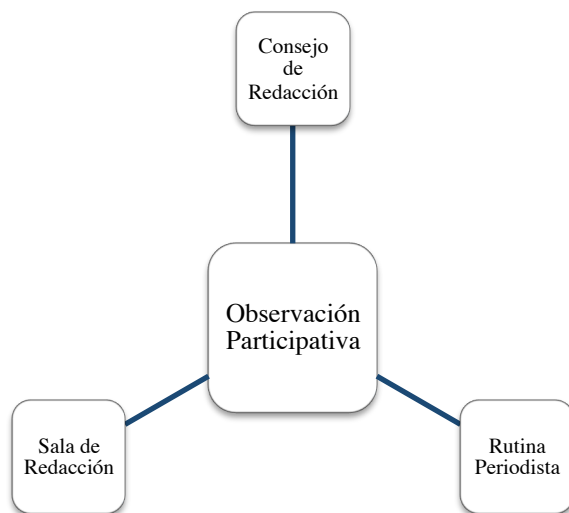 Consejo
de
Redacción
Observación
Participativa
Sala de
Redacción
Rutina
Periodista